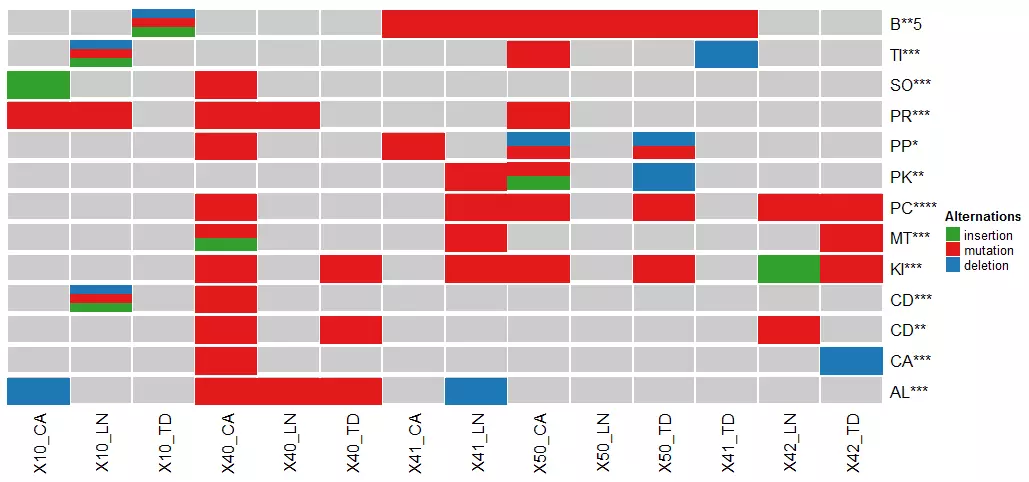 B**5
TI***
SO***
PR***
PP*
PK**
PC****
MT***
KI***
CD***
CD**
CA***
AL***
Alternations
insertion
mutation
deletion
X10_CA
X10_LN
X10_TD
X40_CA
X40_LN
X40_TD
X41_CA
X41_LN
X50_CA
X50_LN
X50_TD
X41_TD
X42_LN
X42_TD